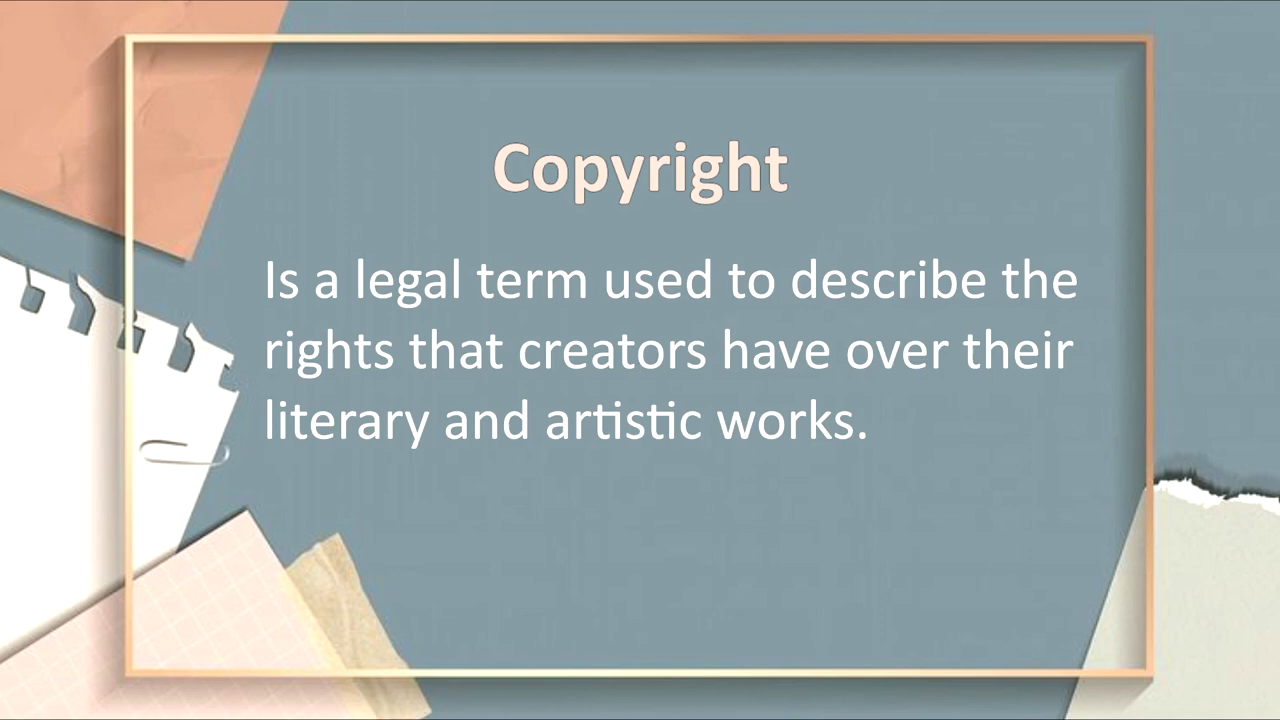 Copyright
Is a legal term used to describe the
rights that creators have over their
literary and artistic works.